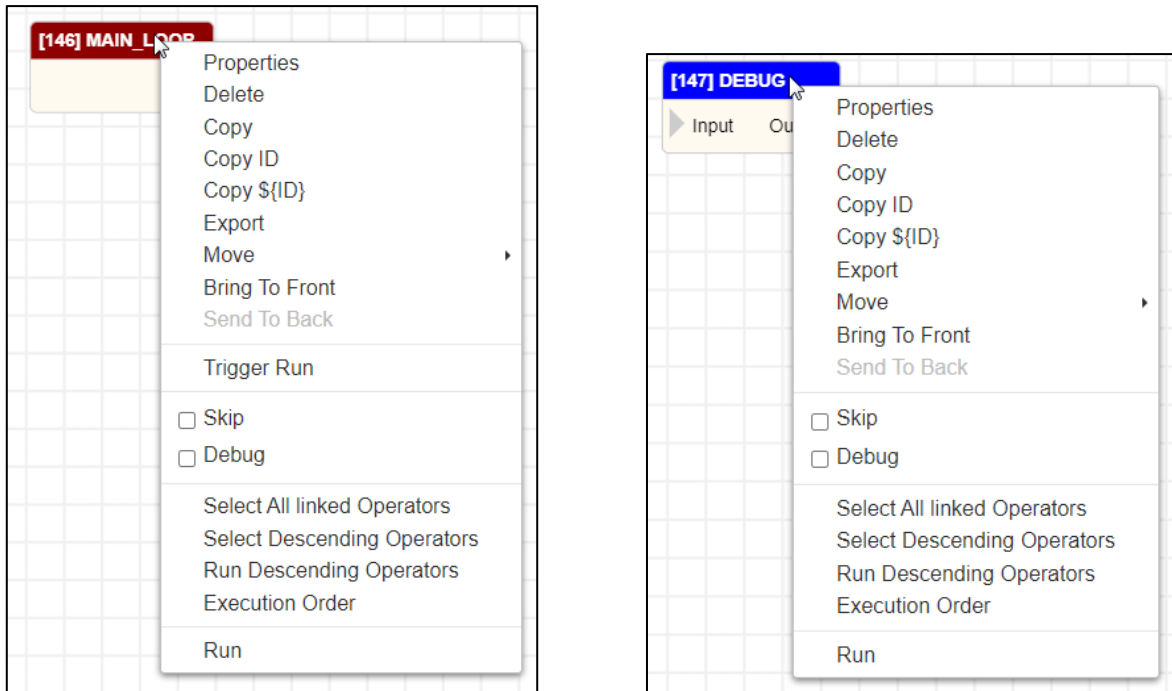 [146] MAIN_LOOP
Properties
Delete
Copy
Copy ID
Copy ${ID}
Export
Move
Bring To Front
Send To Back
Trigger Run
Skip
Debug
Select All linked Operators
Select Descending Operators
Run Descending Operators
Execution Order
Run
[147] DEBUG
Input Ou
Properties
Delete
Copy
Copy ID
Copy ${ID}
Export
Move
Bring To Front
Send To Back
Skip
Debug
Select All linked Operators
Select Descending Operators
Run Descending Operators
Execution Order
Run